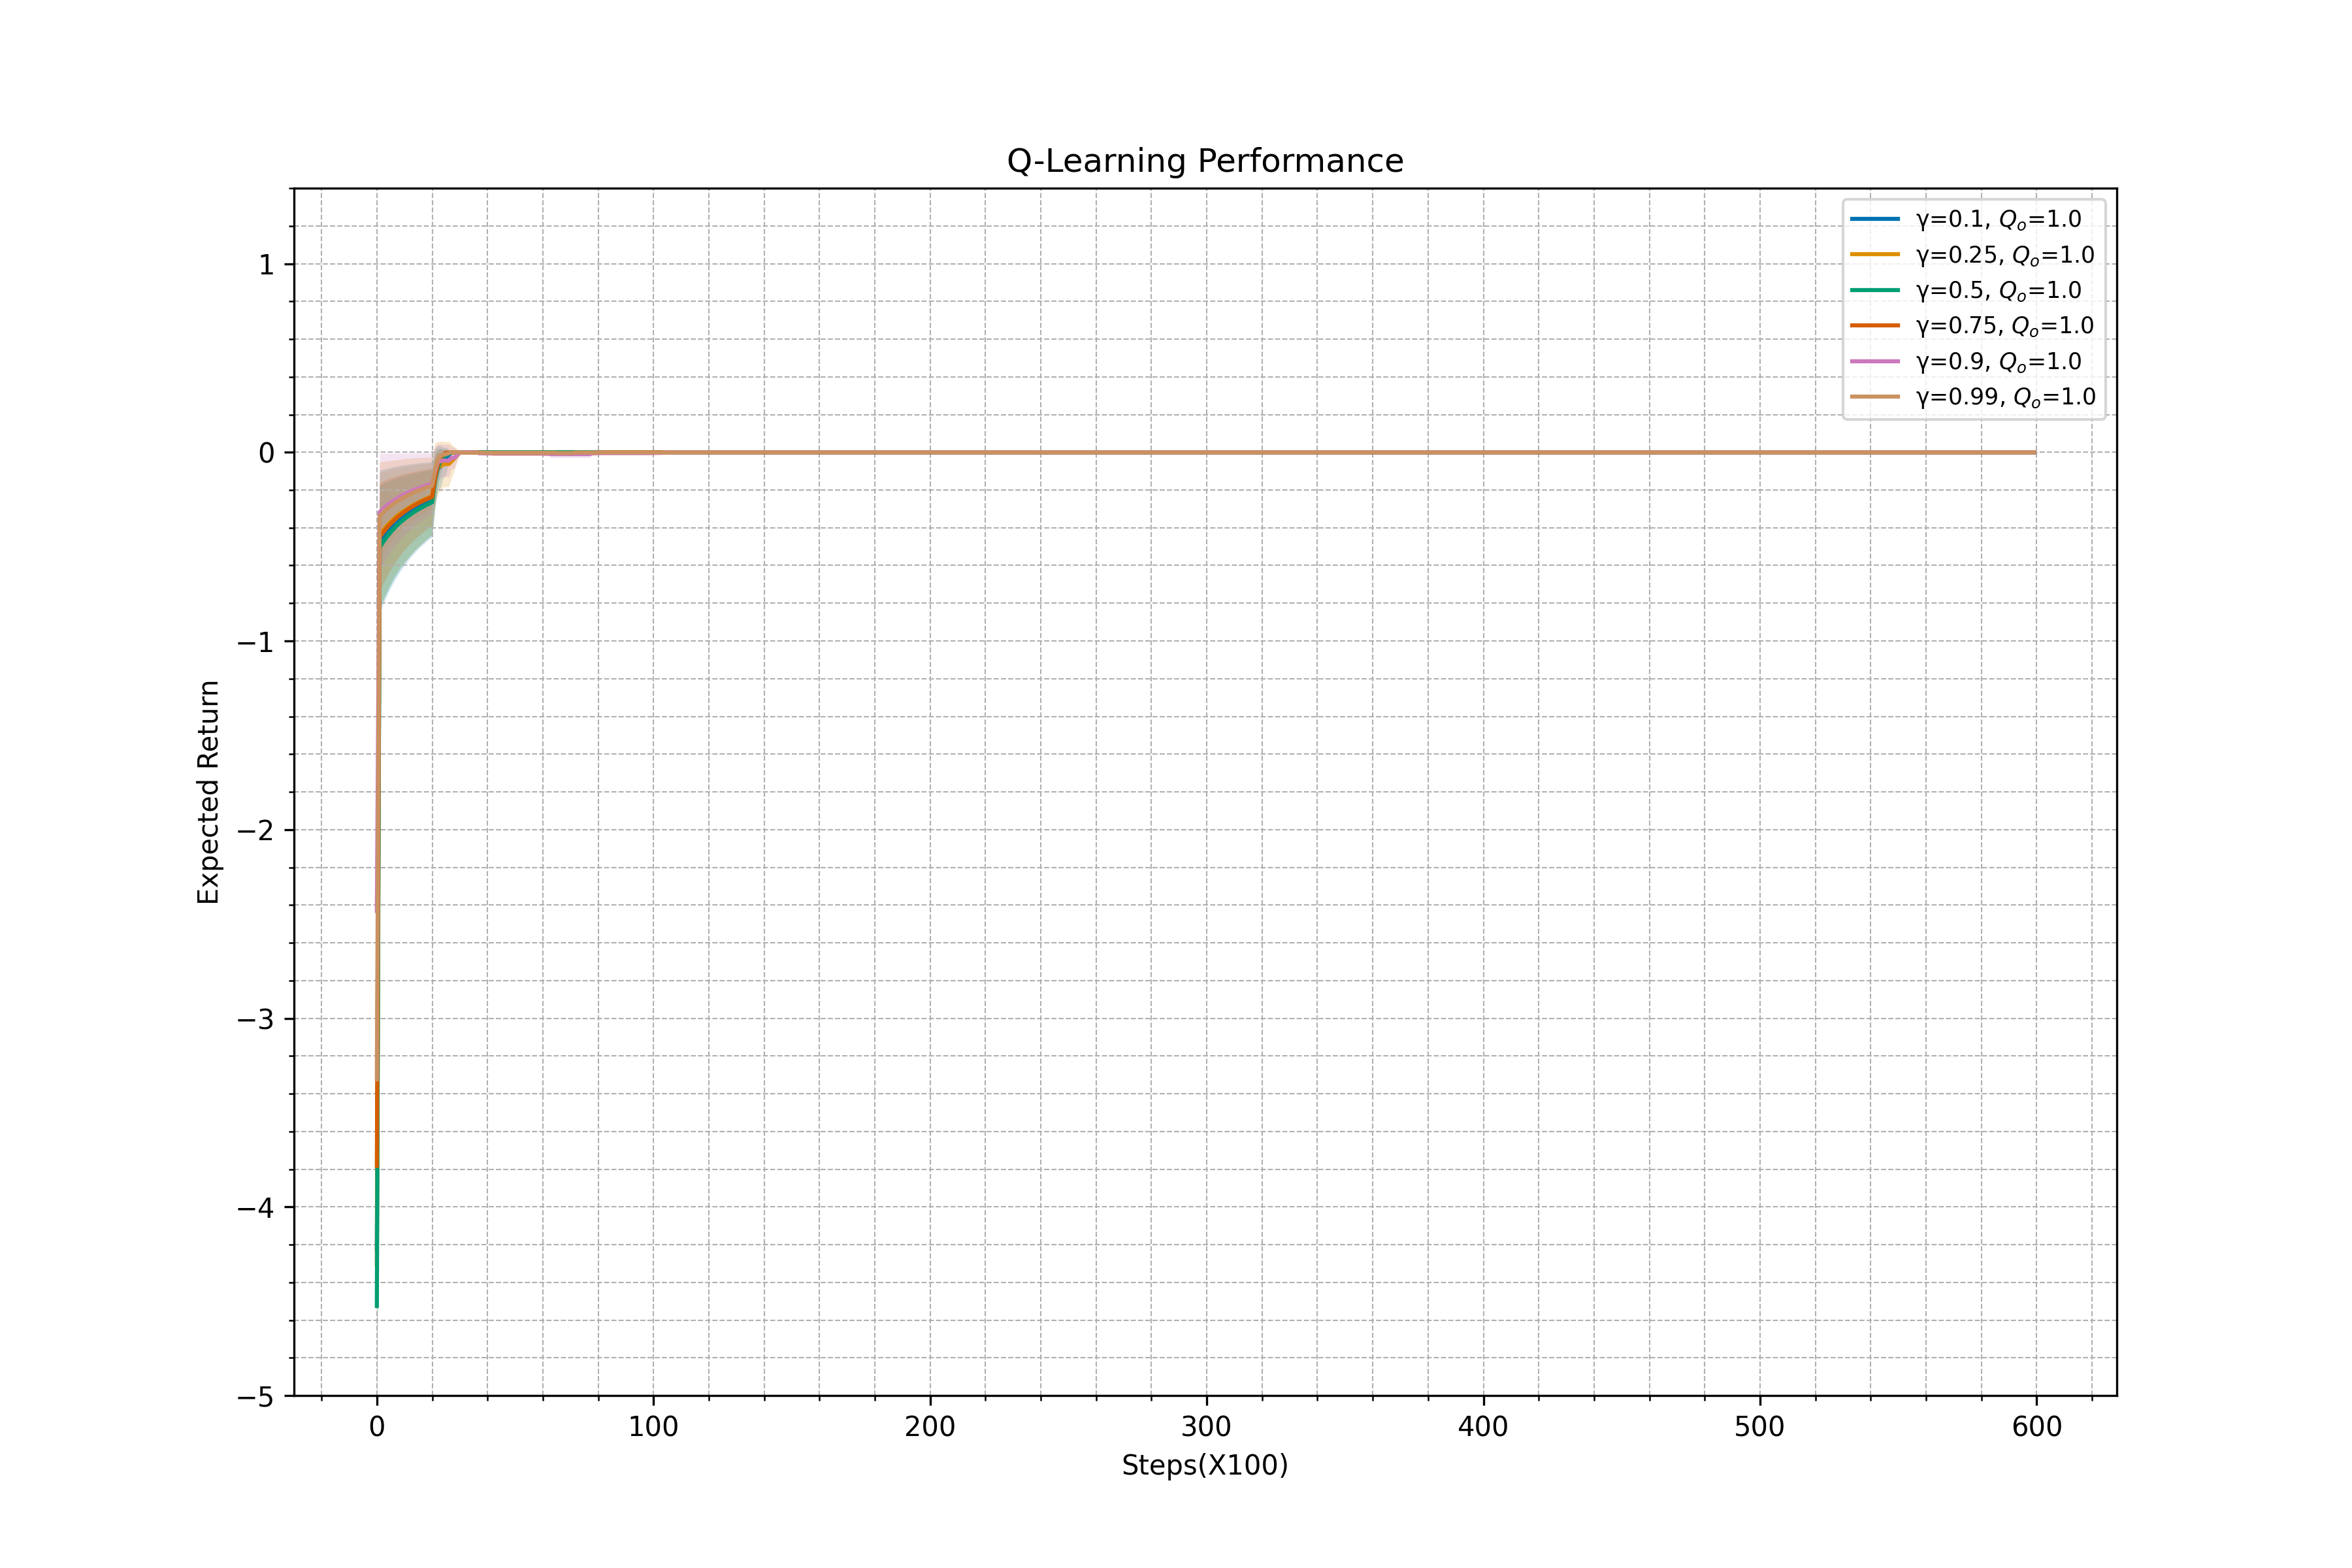 Q-Learning Performance
γ=0.1, Qₒ=1.0
γ=0.25, Qₒ=1.0
γ=0.5, Qₒ=1.0
γ=0.75, Qₒ=1.0
γ=0.9, Qₒ=1.0
γ=0.99, Qₒ=1.0
Expected Return
1
0
−1
−2
−3
−4
−5
0 100 200 300 400 500 600
Steps(X100)